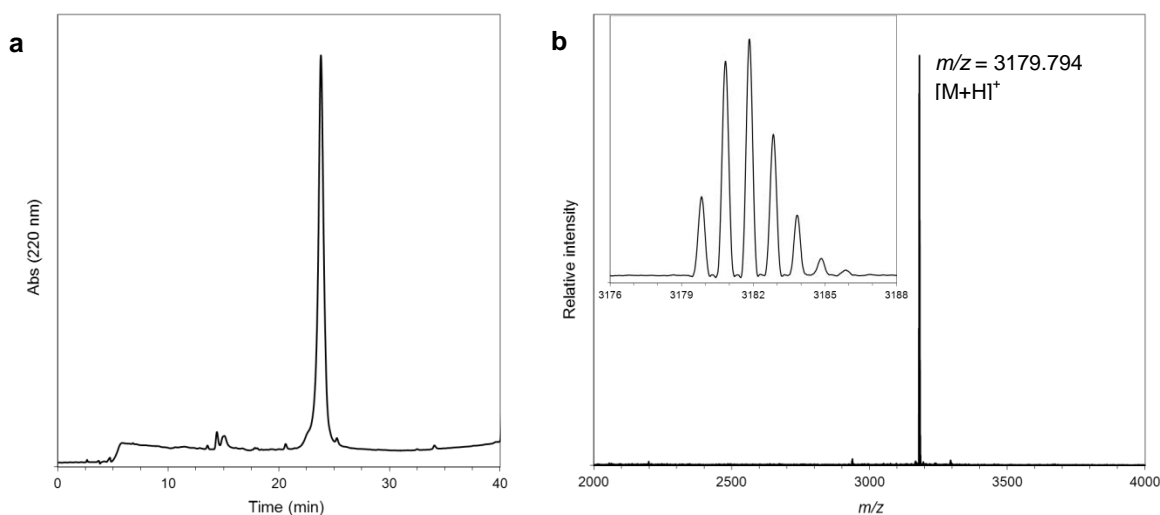 a
Abs (220 nm)
0 10 20 30 40
Time (min)
b
m/z = 3179.794
[M+H]+
Relative intensity
3176 3179 3182 3185 3188
2000 2500 3000 3500 4000
m/z